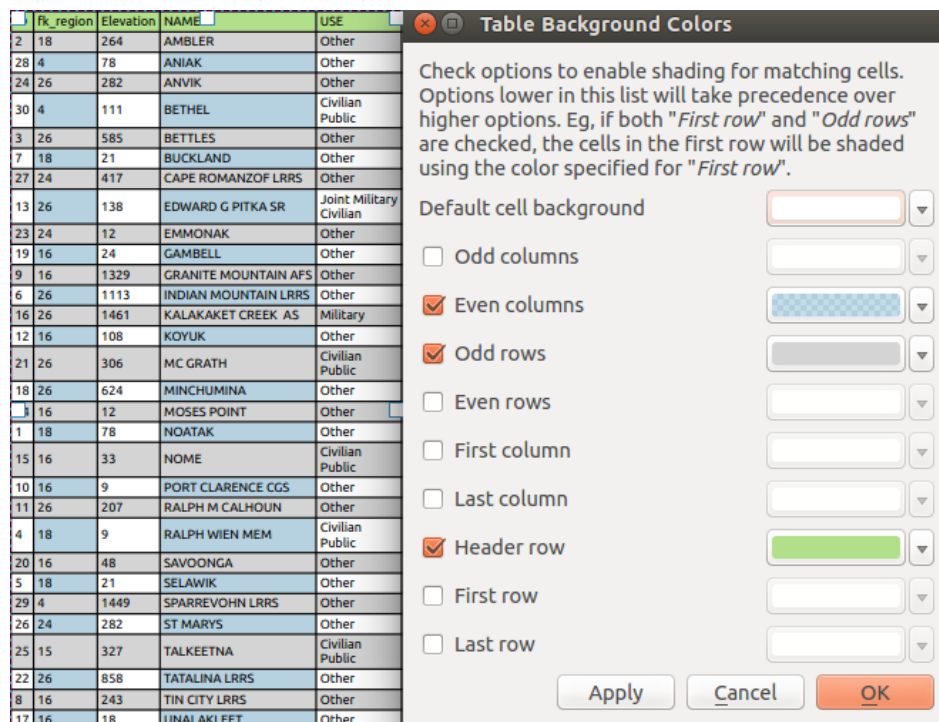 fk_region Elevation NAME USE
2 18 264 AMBLER Other
28 4 78 ANIAK Other
24 26 282 ANVIK Other
30 4 111 BETHEL Civilian Public
3 26 585 BETTLES Other
7 18 21 BUCKLAND Other
27 24 417 CAPE ROMANZOF LRRS Other
13 26 138 EDWARD G PITKA SR Joint Military Civilian
23 24 12 EMMONAK Other
19 16 24 GAMBELL Other
9 16 1329 GRANITE MOUNTAIN AFS Other
6 26 1113 INDIAN MOUNTAIN LRRS Other
16 26 1461 KALAKAKET CREEK AS Military
12 16 108 KOYUK Other
21 26 306 MC GRATH Civilian Public
18 26 624 MINCHUMINA Other
16 12 MOSES POINT Other
1 18 78 NOATAK Other
15 16 33 NOME Civilian Public
10 16 9 PORT CLARENCE CGS Other
11 26 207 RALPH M CALHOUN Other
4 18 9 RALPH WIEN MEM Civilian Public
20 16 48 SAVOONGA Other
5 18 21 SELAWIK Other
29 4 1449 SPARREVOHN LRRS Other
26 24 282 ST MARYS Other
25 15 327 TALKEETNA Civilian Public
22 26 858 TATALINA LRRS Other
8 16 243 TIN CITY LRRS Other
17 16 18 UNALAKLEET Other
Table Background Colors
Check options to enable shading for matching cells.
Options lower in this list will take precedence over
higher options. Eg, if both "First row" and "Odd rows"
are checked, the cells in the first row will be shaded
using the color specified for "First row".
Default cell background
Odd columns
Even columns
Odd rows
Even rows
First column
Last column
Header row
First row
Last row
Apply Cancel OK